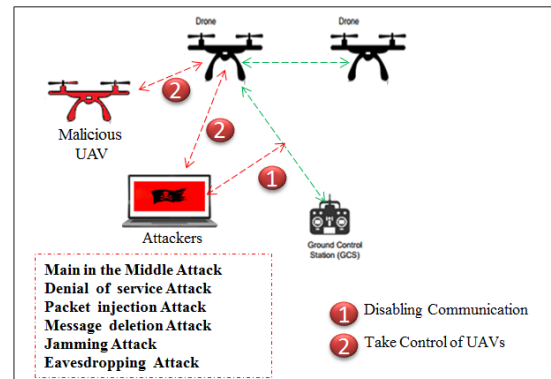 Drone
Drone
2
Malicious
UAV
2
1
Attackers
Ground Control
Station (GCS)
Main in the Middle Attack
Denial of service Attack
Packet injection Attack
Message deletion Attack
Jamming Attack
Eavesdropping Attack
1 Disabling Communication
2 Take Control of UAVs